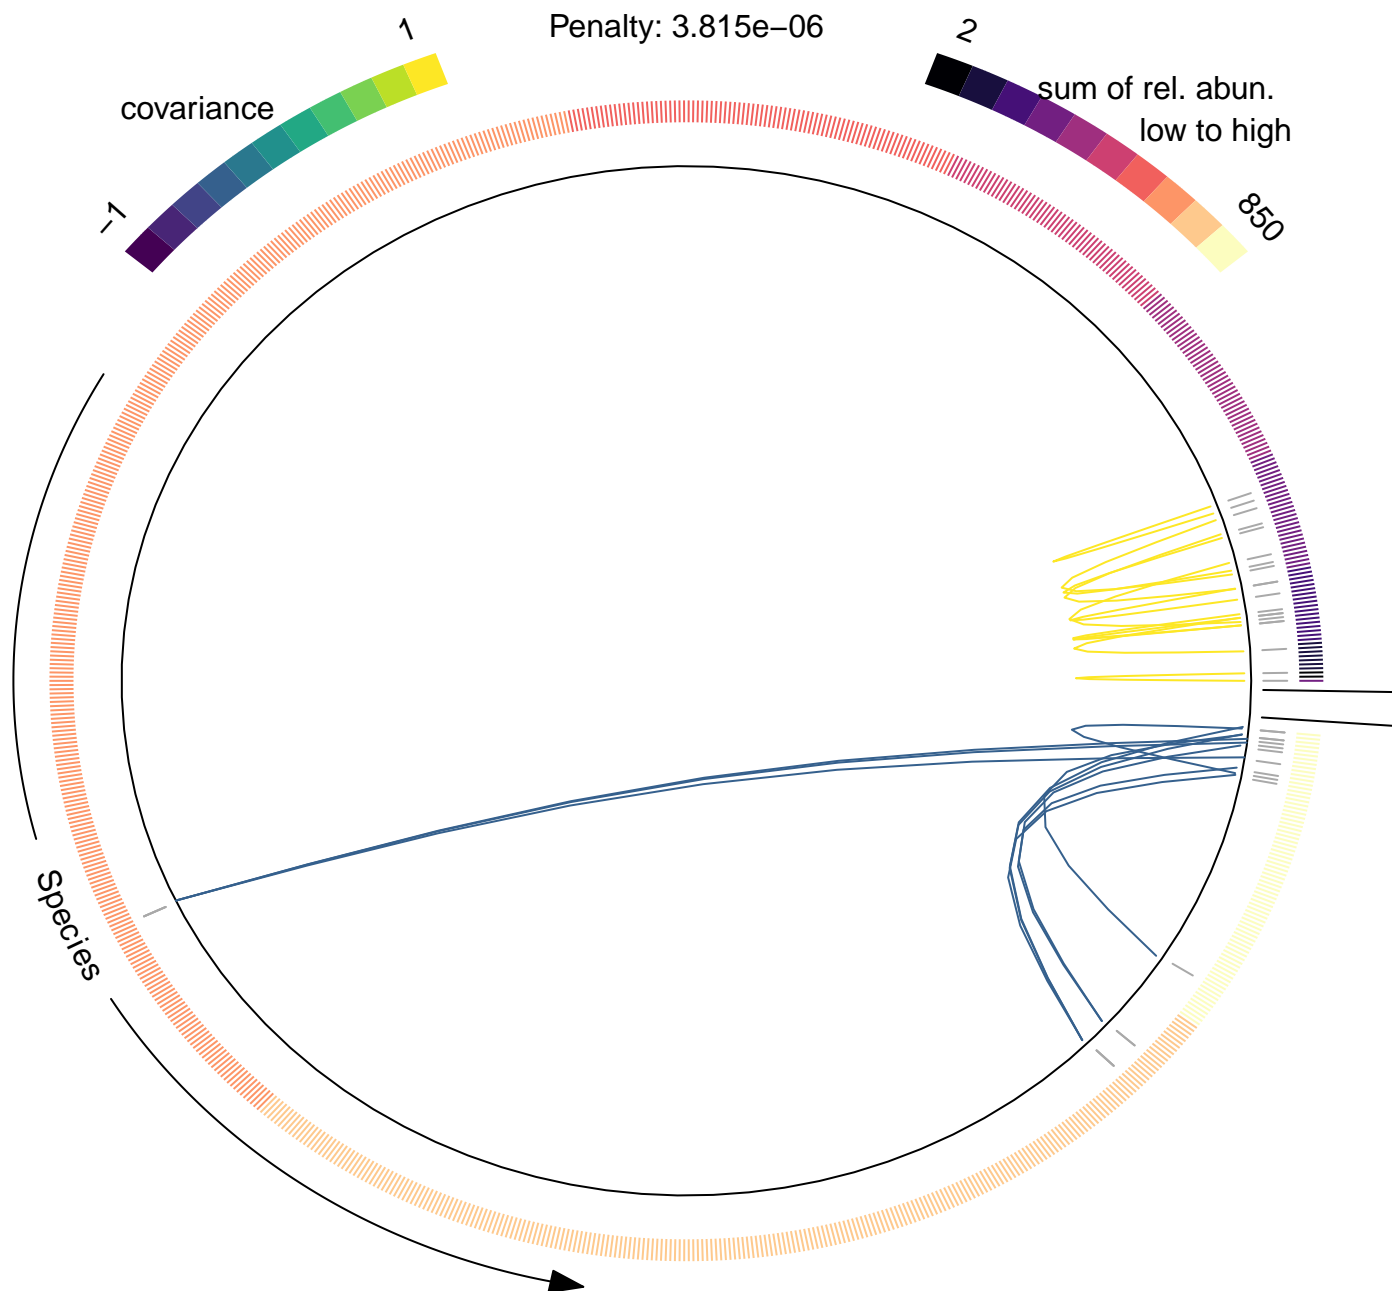 Penalty: 3.815e−06
1
covariance
−1
2
sum of rel. abun.
low to high
850
Species